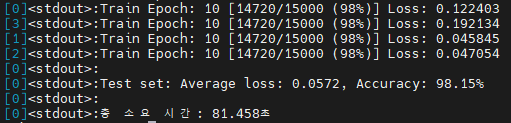 [0]<stdout>:Train Epoch: 10 [14720/15000 (98%)] Loss: 0.122403
[3]<stdout>:Train Epoch: 10 [14720/15000 (98%)] Loss: 0.192134
[1]<stdout>:Train Epoch: 10 [14720/15000 (98%)] Loss: 0.045845
[2]<stdout>:Train Epoch: 10 [14720/15000 (98%)] Loss: 0.047054
[0]<stdout>:
[0]<stdout>:Test set: Average loss: 0.0572, Accuracy: 98.15%
[0]<stdout>:
[0]<stdout>:총 소요 시간: 81.458초